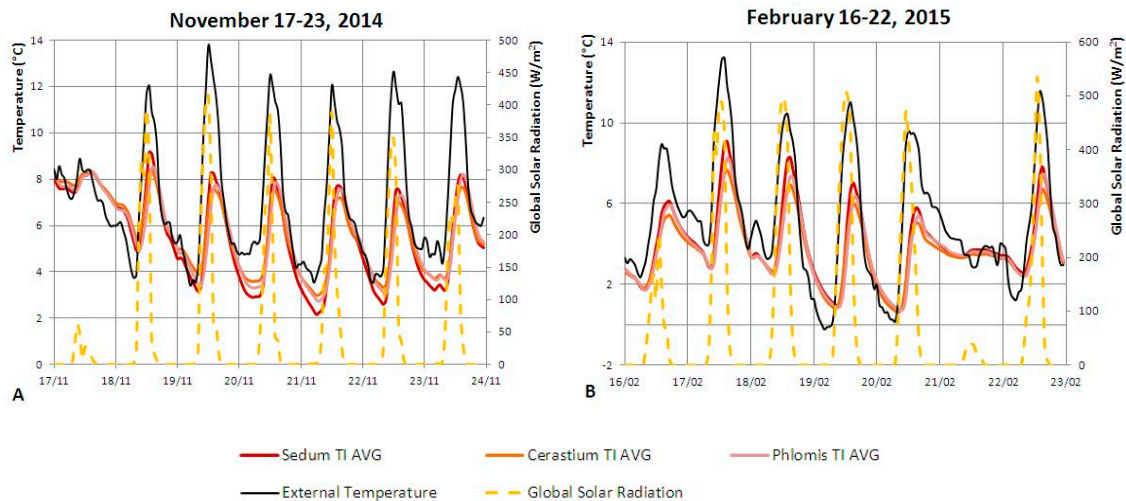 November 17-23, 2014
Temperature (°C)
14
12
10
8
6
4
2
0
500
450
400
350
300
250
200
150
100
50
0
Global Solar Radiation (W/m²)
17/11 18/11 19/11 20/11 21/11 22/11 23/11 24/11
A
February 16-22, 2015
Temperature (°C)
14
10
6
2
-2
600
500
400
300
200
100
0
Global Solar Radiation (W/m²)
16/02 17/02 18/02 19/02 20/02 21/02 22/02 23/02
B
Sedum TI AVG Cerastium TI AVG Phlomis TI AVG
External Temperature Global Solar Radiation